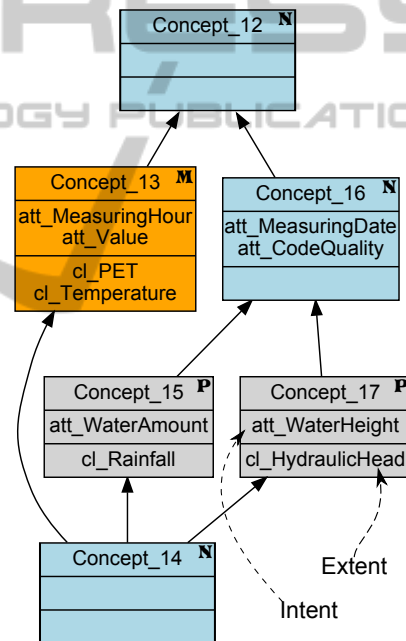 Concept_12 N
Concept_13 M
att_MeasuringHour
att_Value
cl_PET
cl_Temperature
Concept_16 N
att_MeasuringDate
att_CodeQuality
Concept_15 P
att_WaterAmount
cl_Rainfall
Concept_17 P
att_WaterHeight
cl_HydraulicHead
Concept_14 N
Extent
Intent